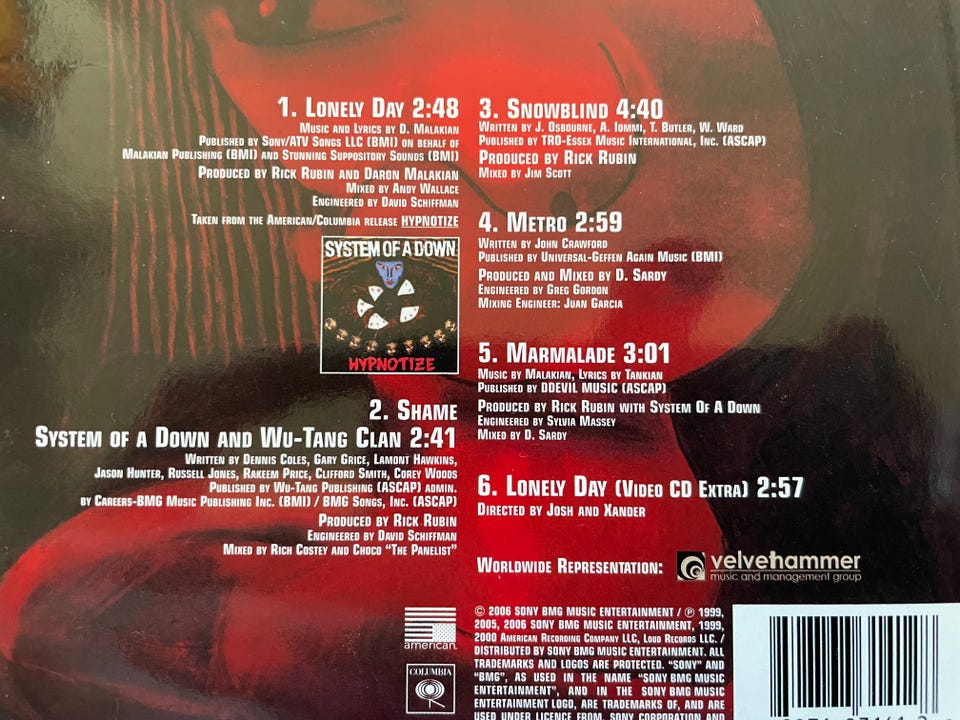 1. Lonely Day 2:48
Music and Lyrics by D. Malakian
Published by Sony/ATV Songs LLC (BMI) on behalf of
Malakian Publishing (BMI) and Stunning Suppository Sounds (BMI)
Produced by Rick Rubin and Daron Malakian
Mixed by Andy Wallace
Engineered by David Schiffman
Taken from the American/Columbia release HYPNOTIZE
SYSTEM OF A DOWN
HYPNOTIZE
2. Shame
System of a Down and Wu-Tang Clan 2:41
Written by Dennis Coles, Gary Grice, Lamont Hawkins,
Jason Hunter, Russell Jones, Rakeem Price, Clifford Smith, Corey Woods
Published by Wu-Tang Publishing (ASCAP) admin.
by Careers-BMG Music Publishing Inc. (BMI) / BMG Songs, Inc. (ASCAP)
Produced by Rick Rubin
Engineered by David Schiffman
Mixed by Rich Costey and Choco "The Panelist"
3. Snowblind 4:40
Written by J. Osbourne, A. Iommi, T. Butler, W. Ward
Published by TRO-Essex Music International, Inc. (ASCAP)
Produced by Rick Rubin
Mixed by Jim Scott
4. Metro 2:59
Written by John Crawford
Published by Universal-Geffen Again Music (BMI)
Produced and Mixed by D. Sardy
Engineered by Greg Gordon
Mixing Engineer: Juan Garcia
5. Marmalade 3:01
Music by Malakian, Lyrics by Tankian
Published by DDEVIL MUSIC (ASCAP)
Produced by Rick Rubin with System Of A Down
Engineered by Sylvia Massey
Mixed by D. Sardy
6. Lonely Day (Video CD Extra) 2:57
Directed by Josh and Xander
Worldwide Representation:
velvethammer
music and management group
american
COLUMBIA
© 2006 SONY BMG MUSIC ENTERTAINMENT / ℗ 1999,
2005, 2006 SONY BMG MUSIC ENTERTAINMENT, 1999,
2000 American Recording Company LLC, Loud Records LLC. /
DISTRIBUTED BY SONY BMG MUSIC ENTERTAINMENT. ALL
TRADEMARKS AND LOGOS ARE PROTECTED. "SONY" AND
"BMG", AS USED IN THE NAME "SONY BMG MUSIC
ENTERTAINMENT", AND IN THE SONY BMG MUSIC
ENTERTAINMENT LOGO, ARE TRADEMARKS OF, AND ARE
USED UNDER LICENCE FROM, SONY CORPORATION AND